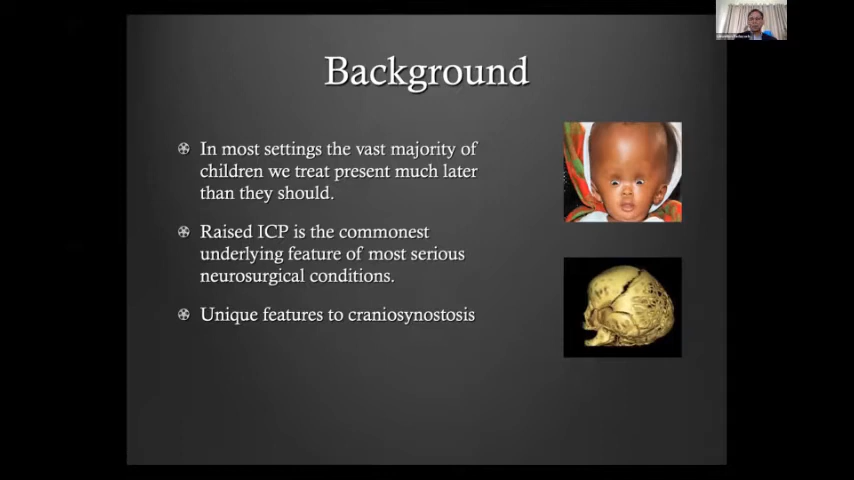 Background
In most settings the vast majority of
children we treat present much later
than they should.
Raised ICP is the commonest
underlying feature of most serious
neurosurgical conditions.
Unique features to craniosynostosis